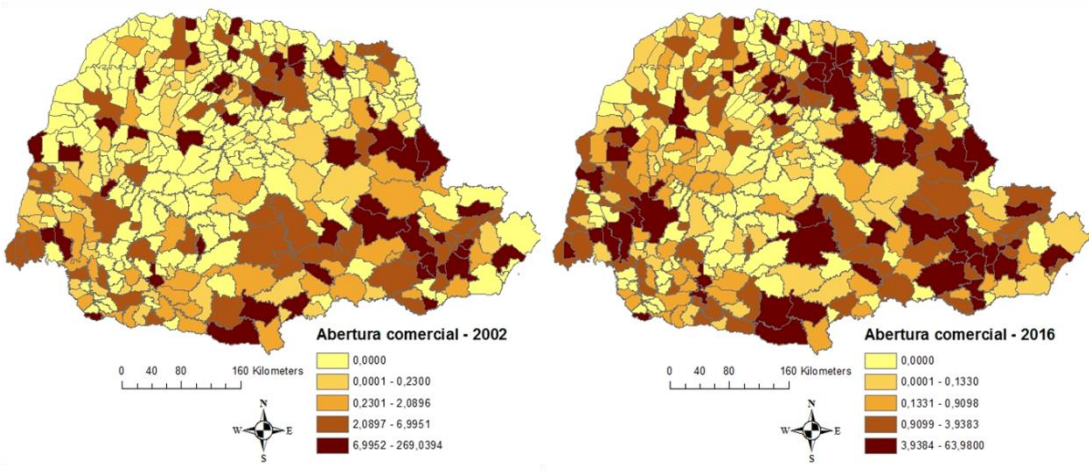 Abertura comercial - 2002
0,0000
0,0001 - 0,2300
0,2301 - 2,0896
2,0897 - 6,9951
6,9952 - 269,0394
0 40 80 160 Kilometers
N
W E
S
Abertura comercial - 2016
0,0000
0,0001 - 0,1330
0,1331 - 0,9098
0,9099 - 3,9383
3,9384 - 63,9800
0 40 80 160 Kilometers
N
W E
S